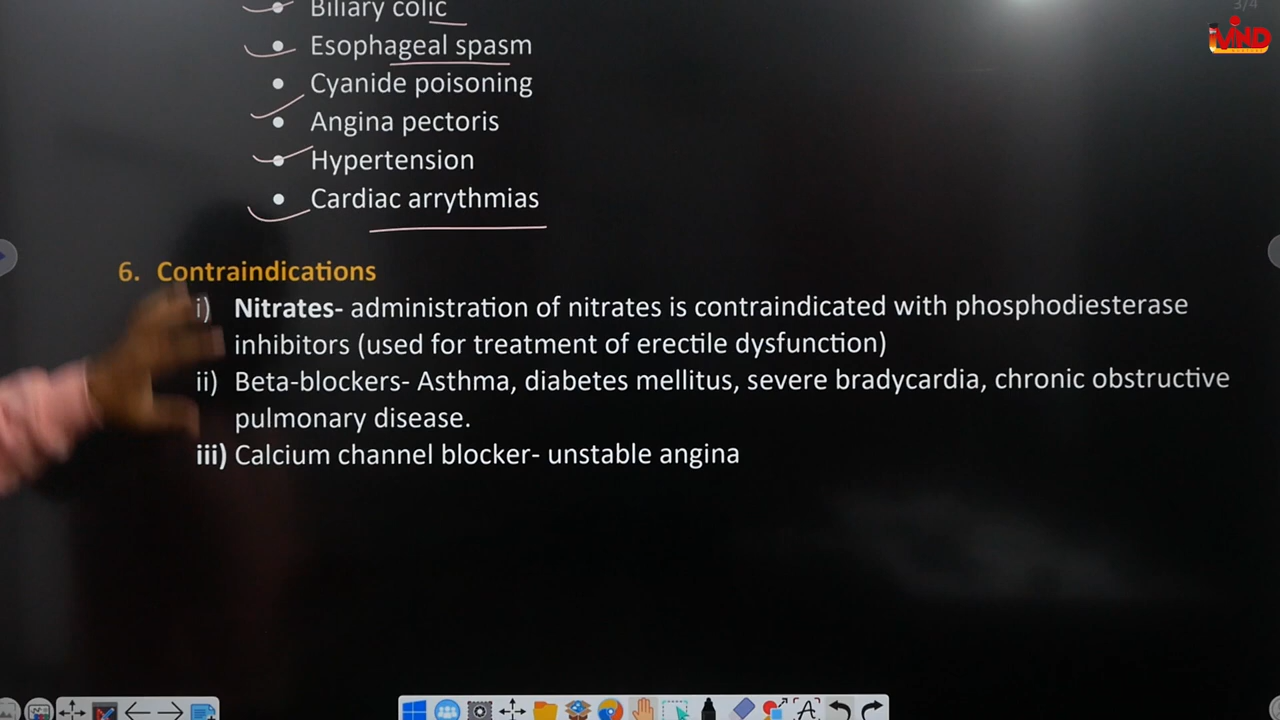 3/4
Biliary colic
Esophageal spasm
Cyanide poisoning
Angina pectoris
Hypertension
Cardiac arrythmias
6. Contraindications
i) Nitrates- administration of nitrates is contraindicated with phosphodiesterase
inhibitors (used for treatment of erectile dysfunction)
ii) Beta-blockers- Asthma, diabetes mellitus, severe bradycardia, chronic obstructive
pulmonary disease.
iii) Calcium channel blocker- unstable angina